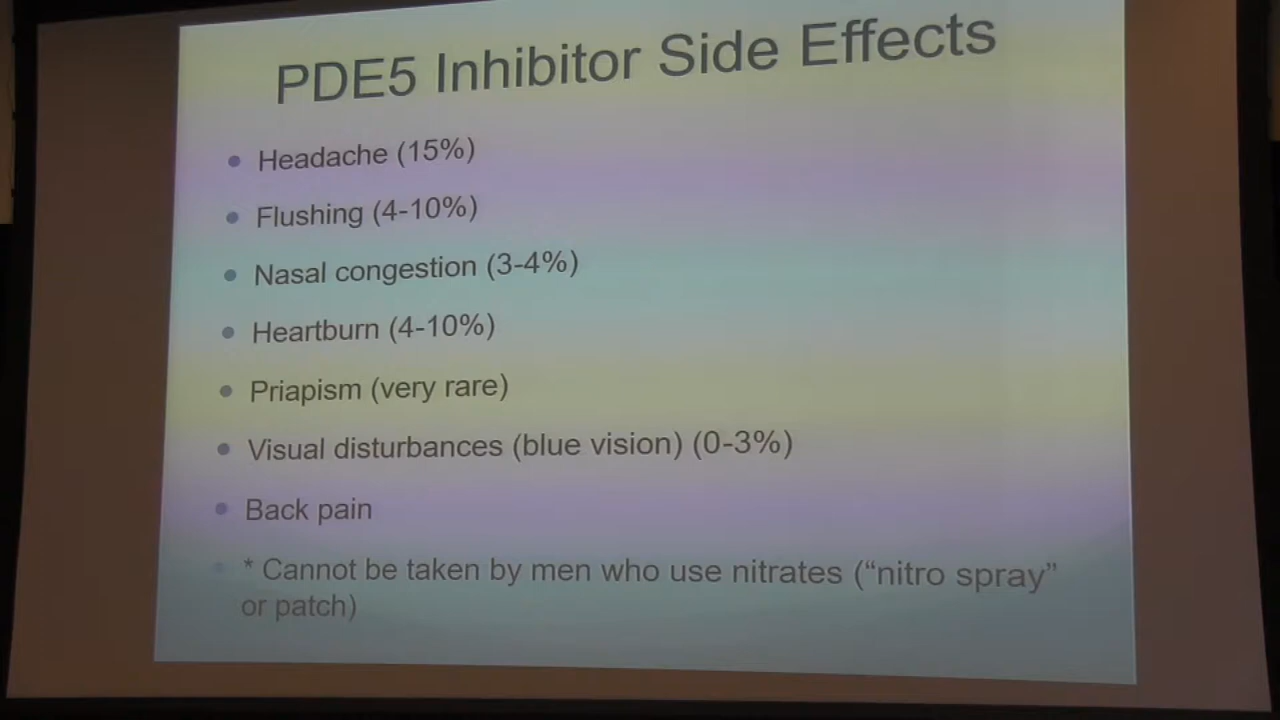 PDE5 Inhibitor Side Effects
• Headache (15%)
• Flushing (4-10%)
• Nasal congestion (3-4%)
• Heartburn (4-10%)
• Priapism (very rare)
• Visual disturbances (blue vision) (0-3%)
• Back pain
• * Cannot be taken by men who use nitrates (“nitro spray”
or patch)